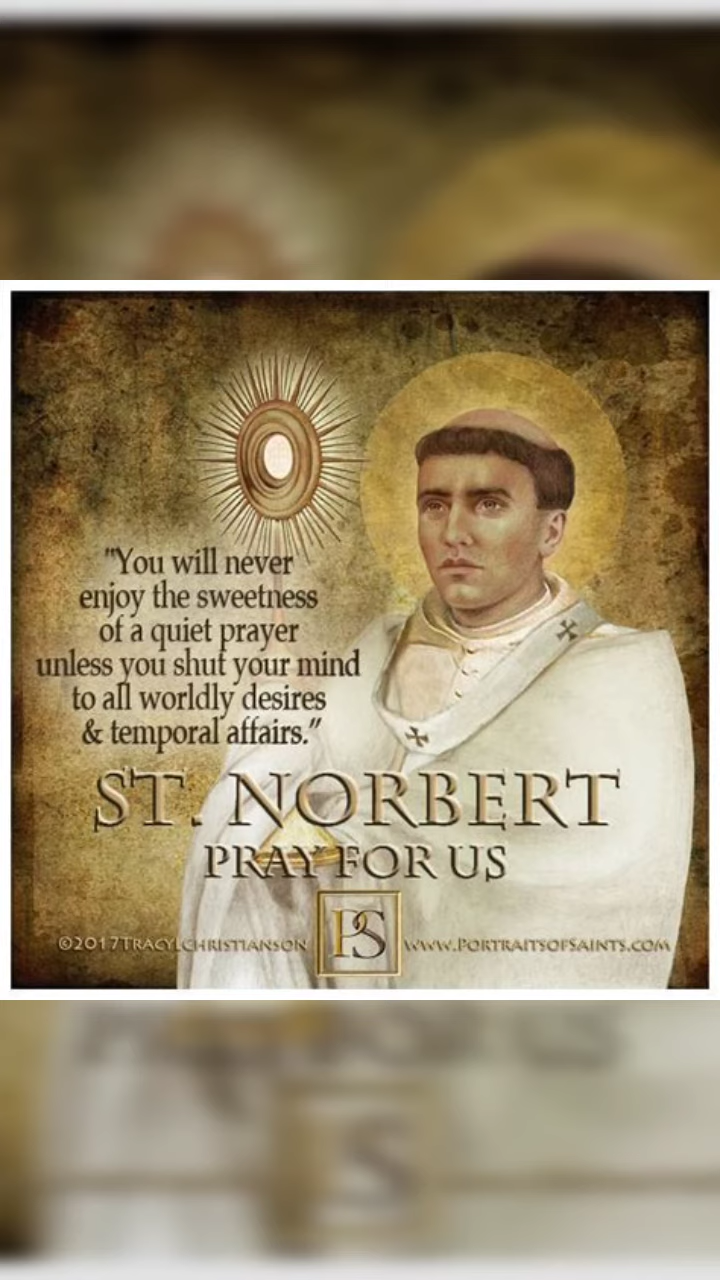 "You will never
enjoy the sweetness
of a quiet prayer
unless you shut your mind
to all worldly desires
& temporal affairs."
ST. NORBERT
PRAY FOR US
PS
©2017TRACYLCHRISTIANSON
WWW.PORTRAITSOFSAINTS.COM